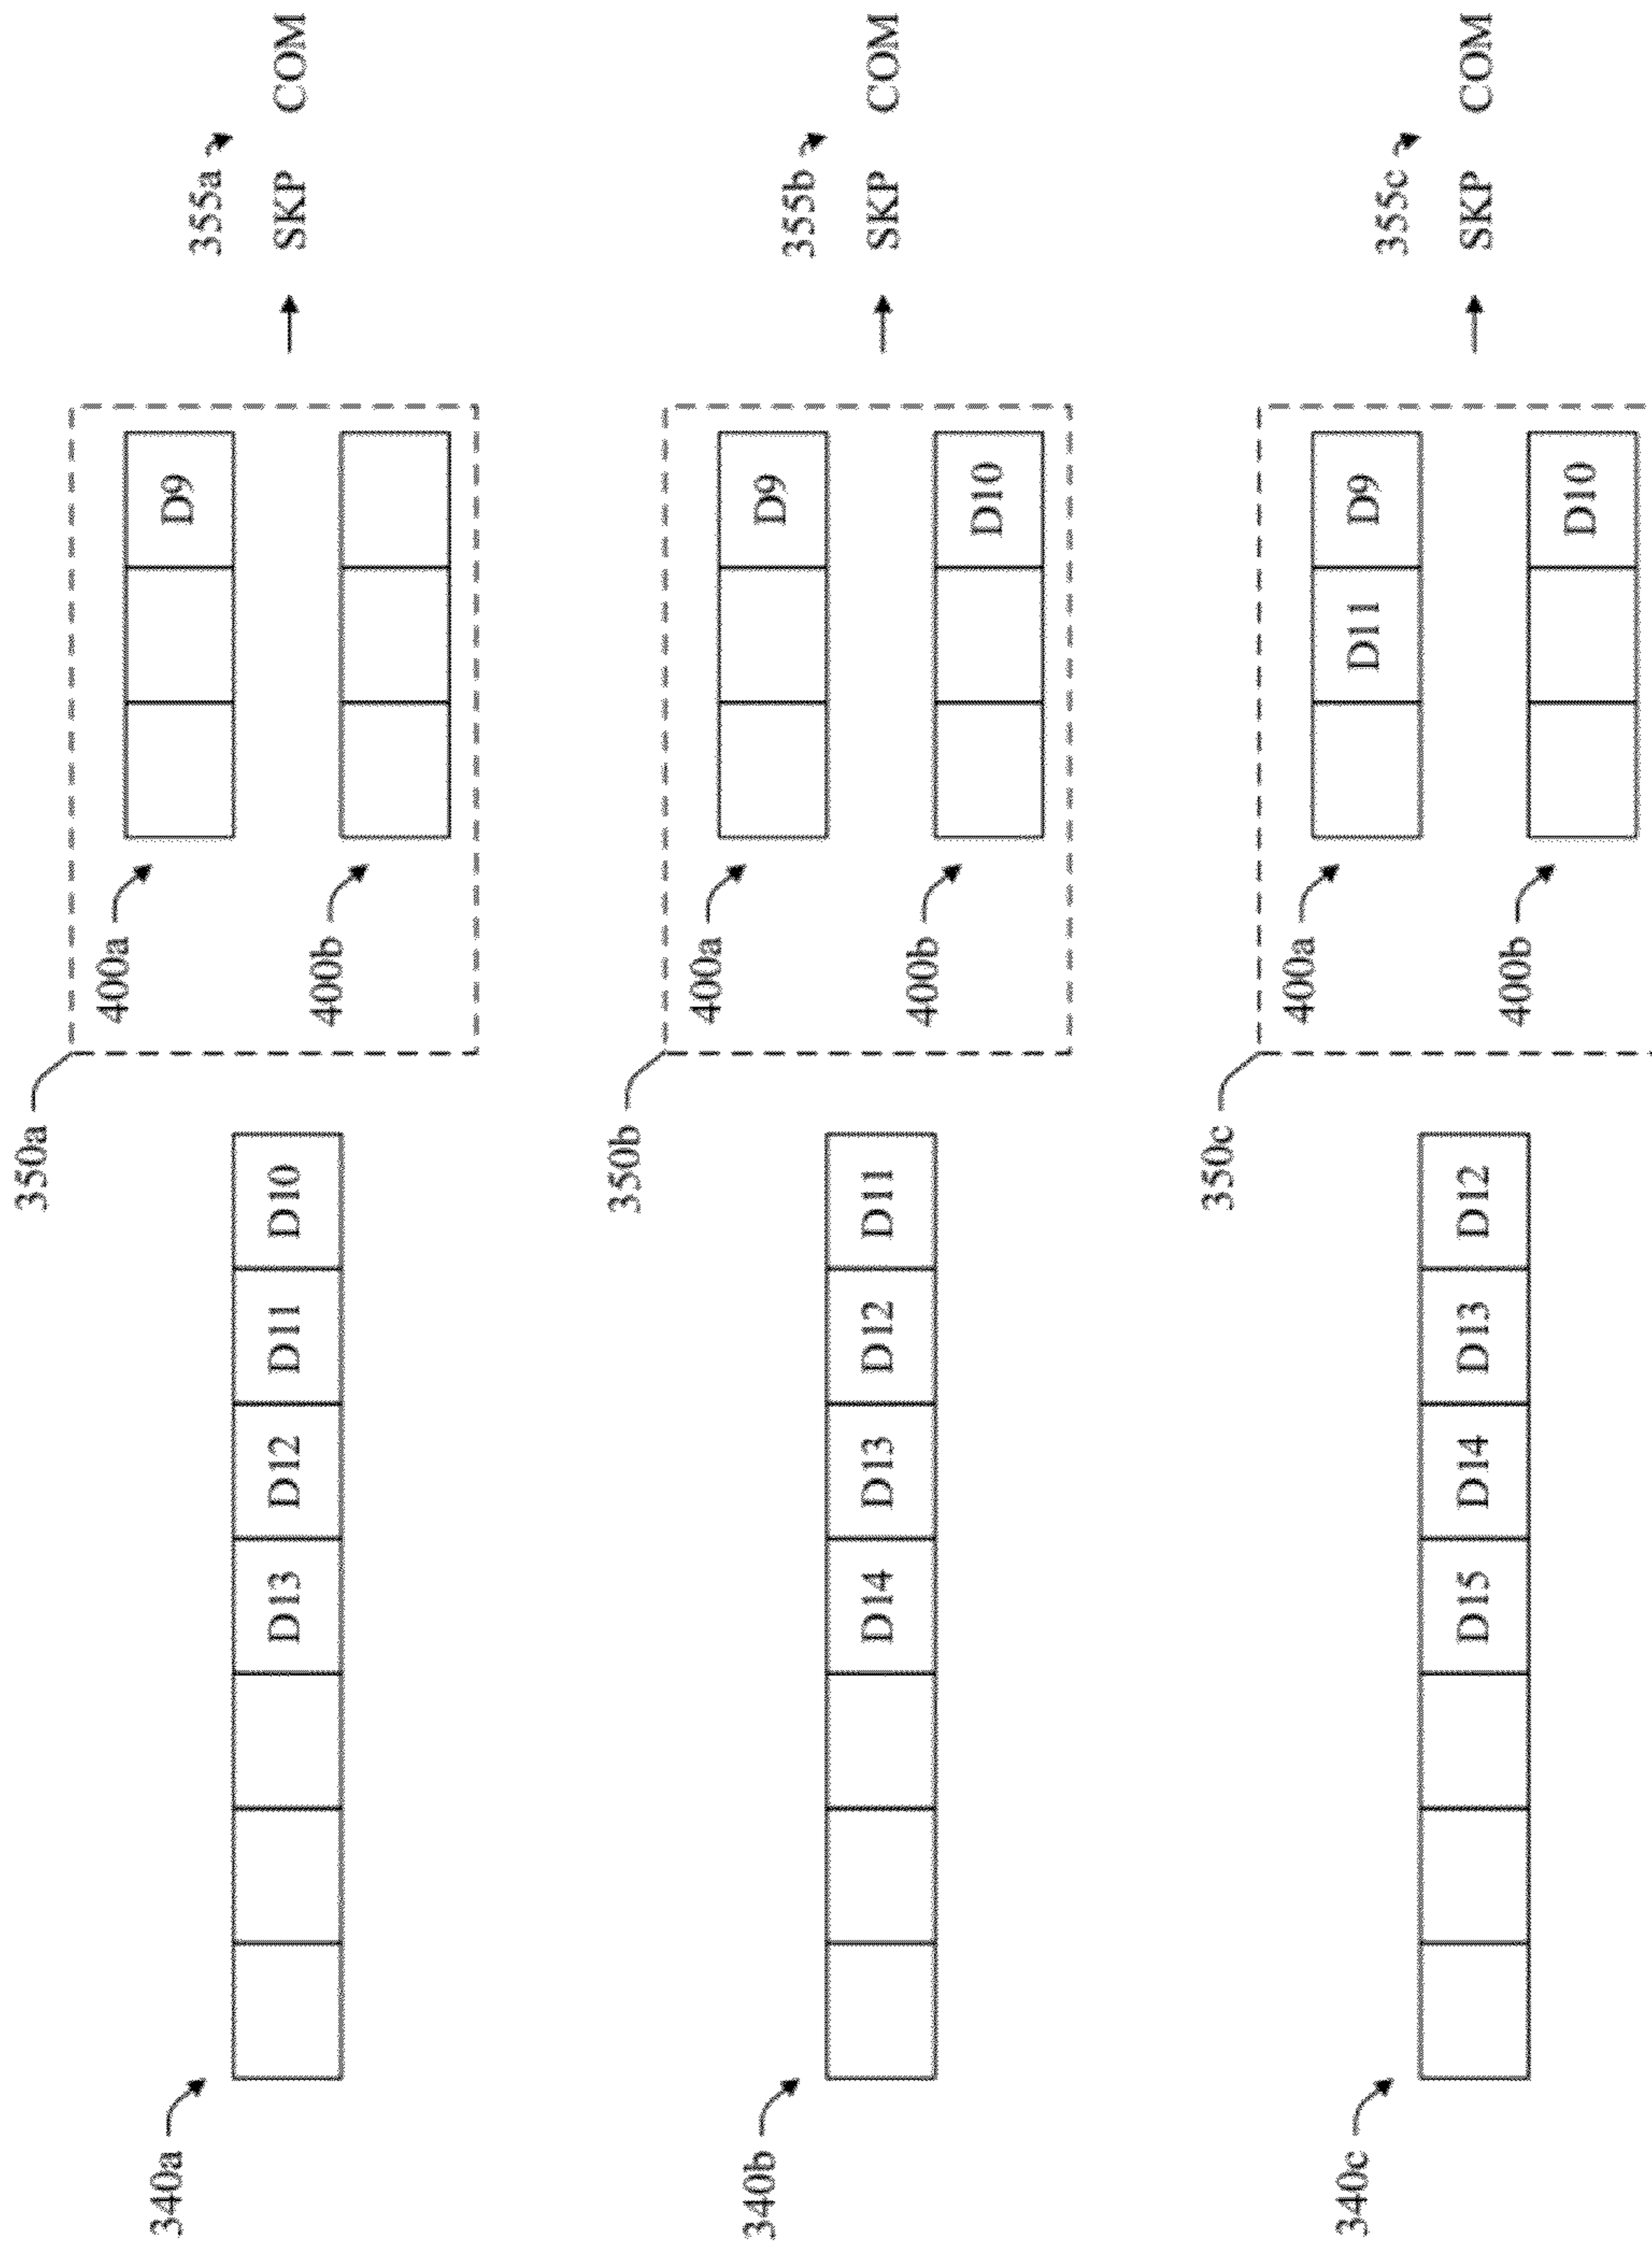 350a
355a
400a
D9
340a
D13 D12 D11 D10
SKP COM
400b
350b
355b
400a
D9
340b
D14 D13 D12 D11
SKP COM
400b
D10
350c
355c
400a
D11 D9
340c
D15 D14 D13 D12
SKP COM
400b
D10